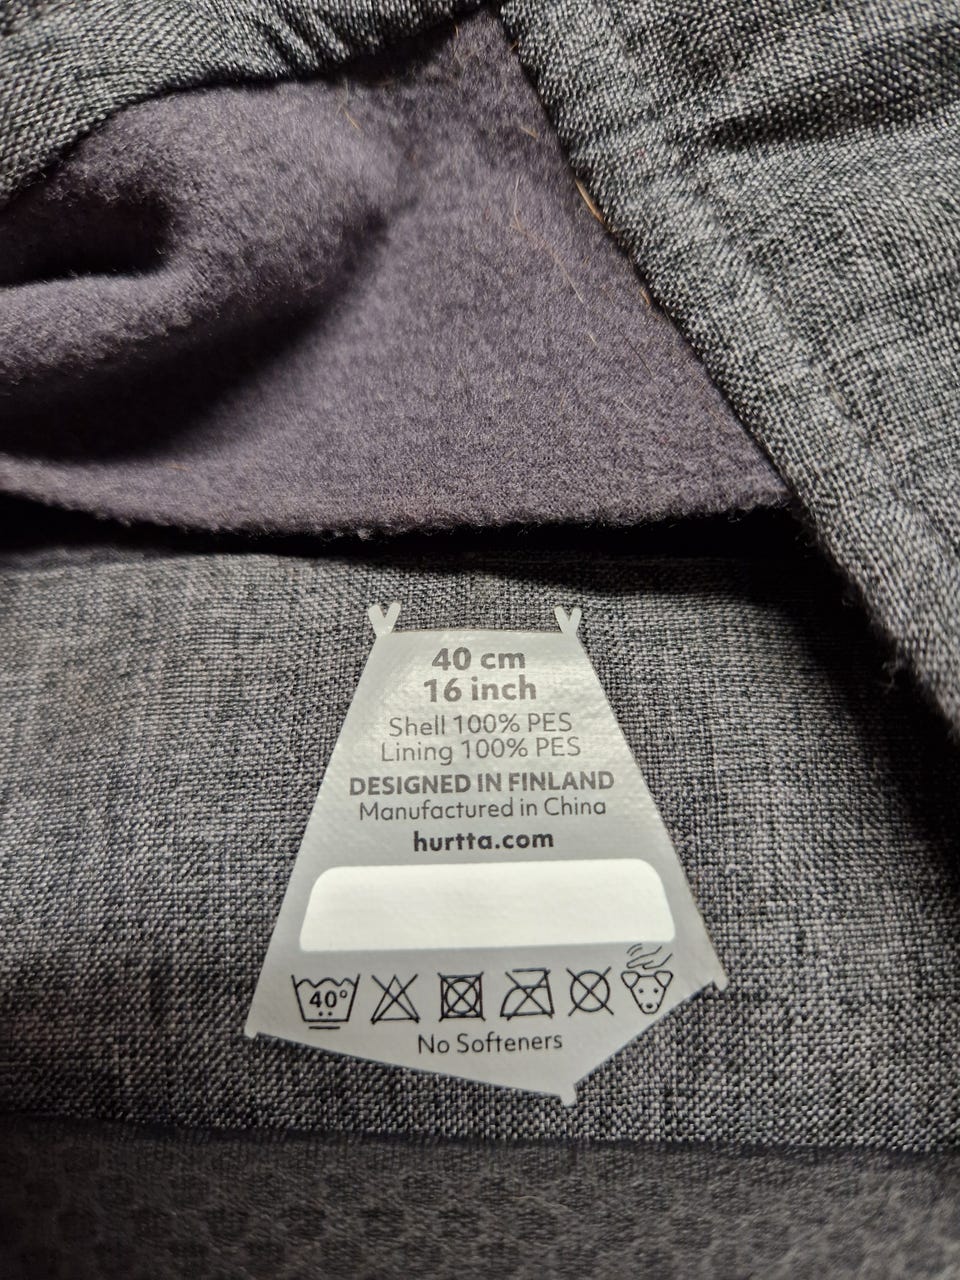 40 cm
16 inch
Shell 100% PES
Lining 100% PES
DESIGNED IN FINLAND
Manufactured in China
hurtta.com
40°
No Softeners